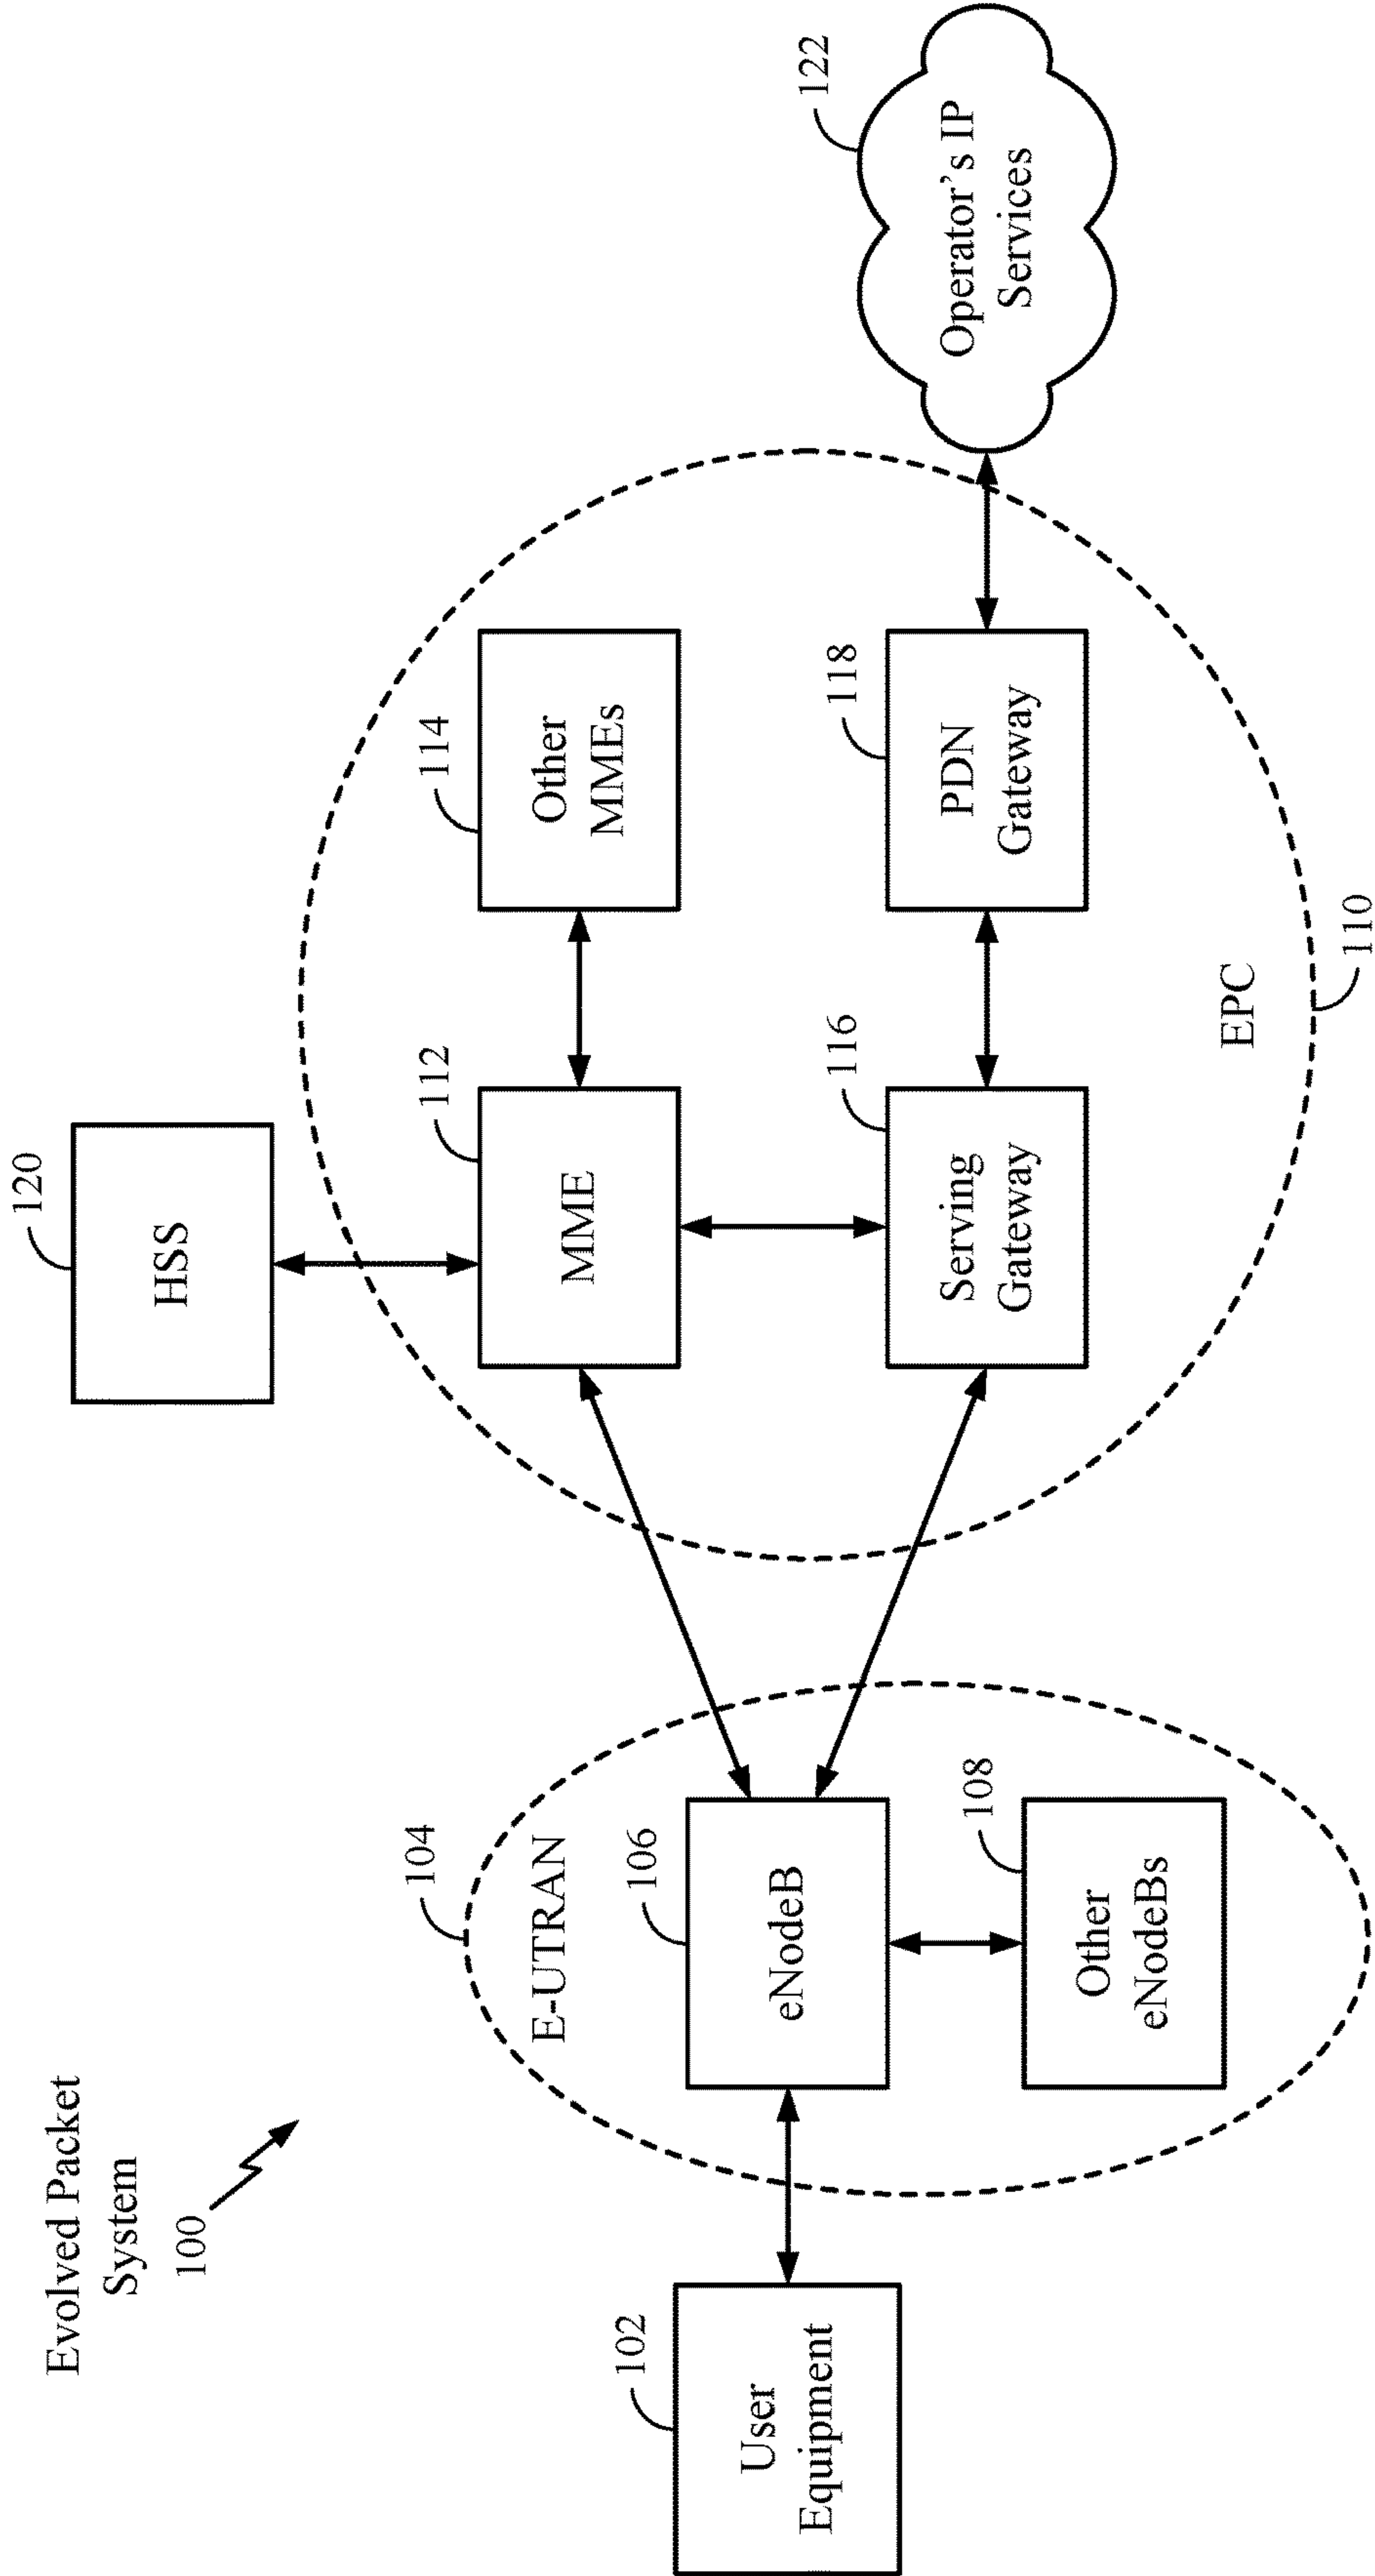 Evolved Packet
System
100
120
HSS
104
E-UTRAN
102
User
Equipment
106
eNodeB
108
Other
eNodeBs
112
MME
114
Other
MMEs
116
Serving
Gateway
118
PDN
Gateway
EPC
110
122
Operator’s IP
Services